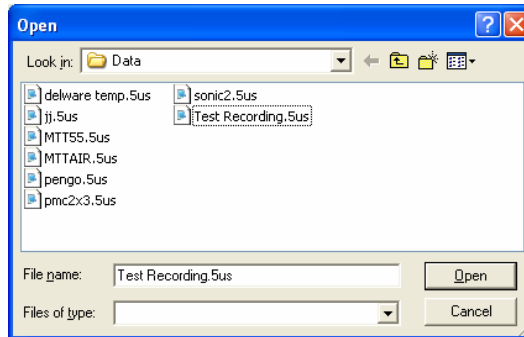 Open
Look in: Data
delware temp.5us
jj.5us
MTT55.5us
MTTAIR.5us
pengo.5us
pmc2x3.5us
sonic2.5us
Test Recording.5us
File name: Test Recording.5us Open
Files of type: Cancel